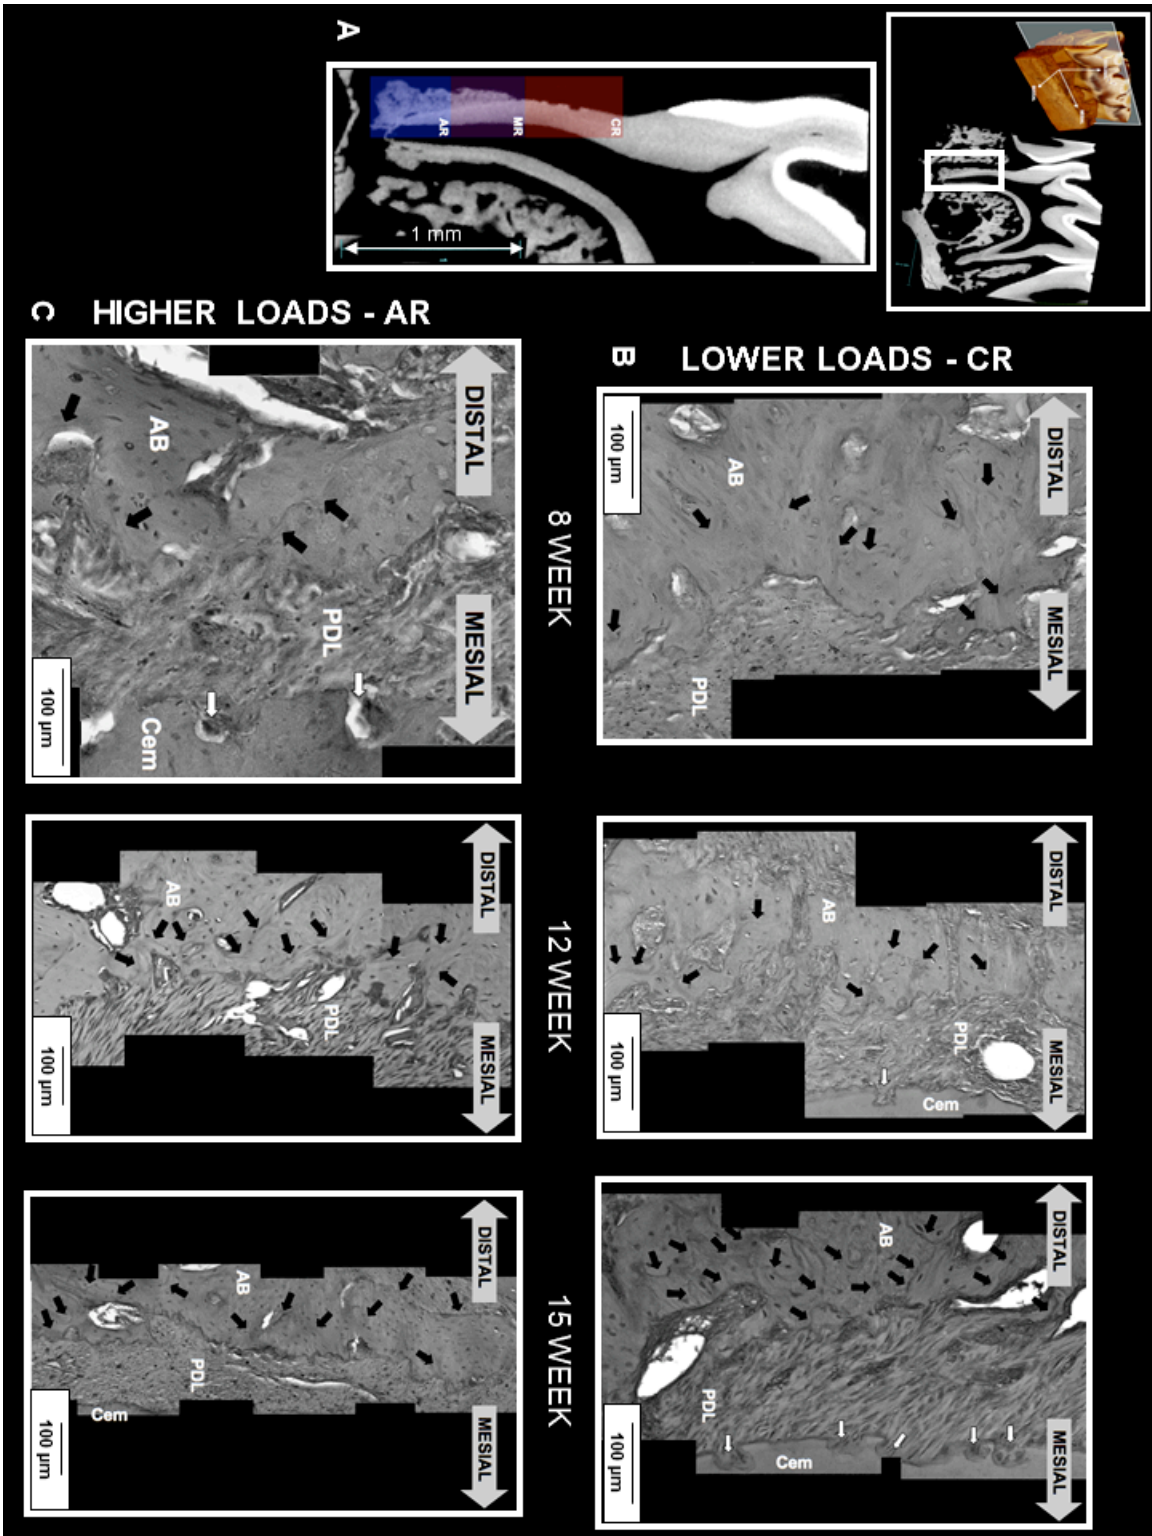 A
AR
MR
CR
1 mm
C HIGHER LOADS - AR
B LOWER LOADS - CR
DISTAL
AB
PDL
MESIAL
Cem
100 µm
8 WEEK
DISTAL
AB
100 µm
MESIAL
PDL
DISTAL
AB
PDL
MESIAL
100 µm
12 WEEK
DISTAL
AB
PDL
MESIAL
Cem
100 µm
DISTAL
AB
PDL
MESIAL
Cem
100 µm
15 WEEK
DISTAL
AB
PDL
MESIAL
Cem
100 µm